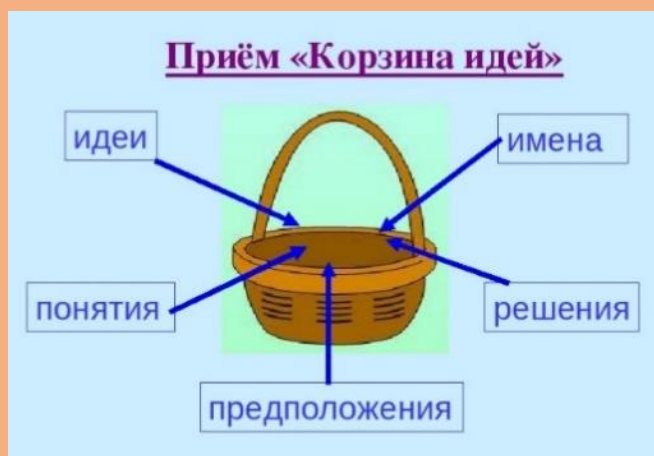 Приём «Корзина идей»
идеи
имена
понятия
решения
предположения